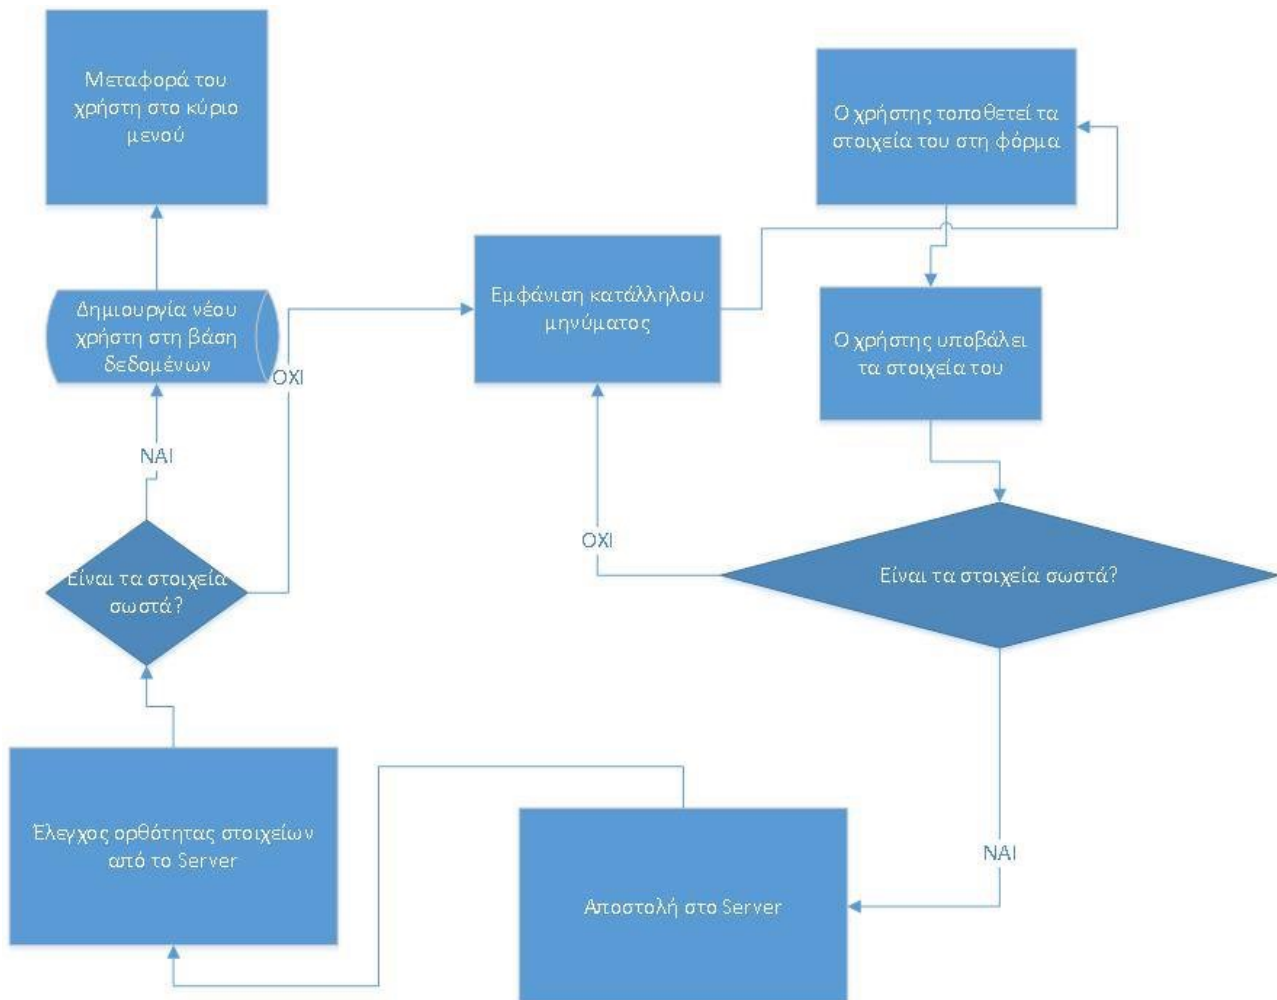 Μεταφορά του
χρήστη στο κύριο
μενού
Ο χρήστης τοποθετεί τα
στοιχεία του στη φόρμα
Δημιουργία νέου
χρήστη στη βάση
δεδομένων
Εμφάνιση κατάλληλου
μηνύματος
Ο χρήστης υποβάλει
τα στοιχεία του
ΟΧΙ
ΝΑΙ
ΟΧΙ
Είναι τα στοιχεία
σωστά?
Είναι τα στοιχεία σωστά?
Έλεγχος ορθότητας στοιχείων
από το Server
ΝΑΙ
Αποστολή στο Server